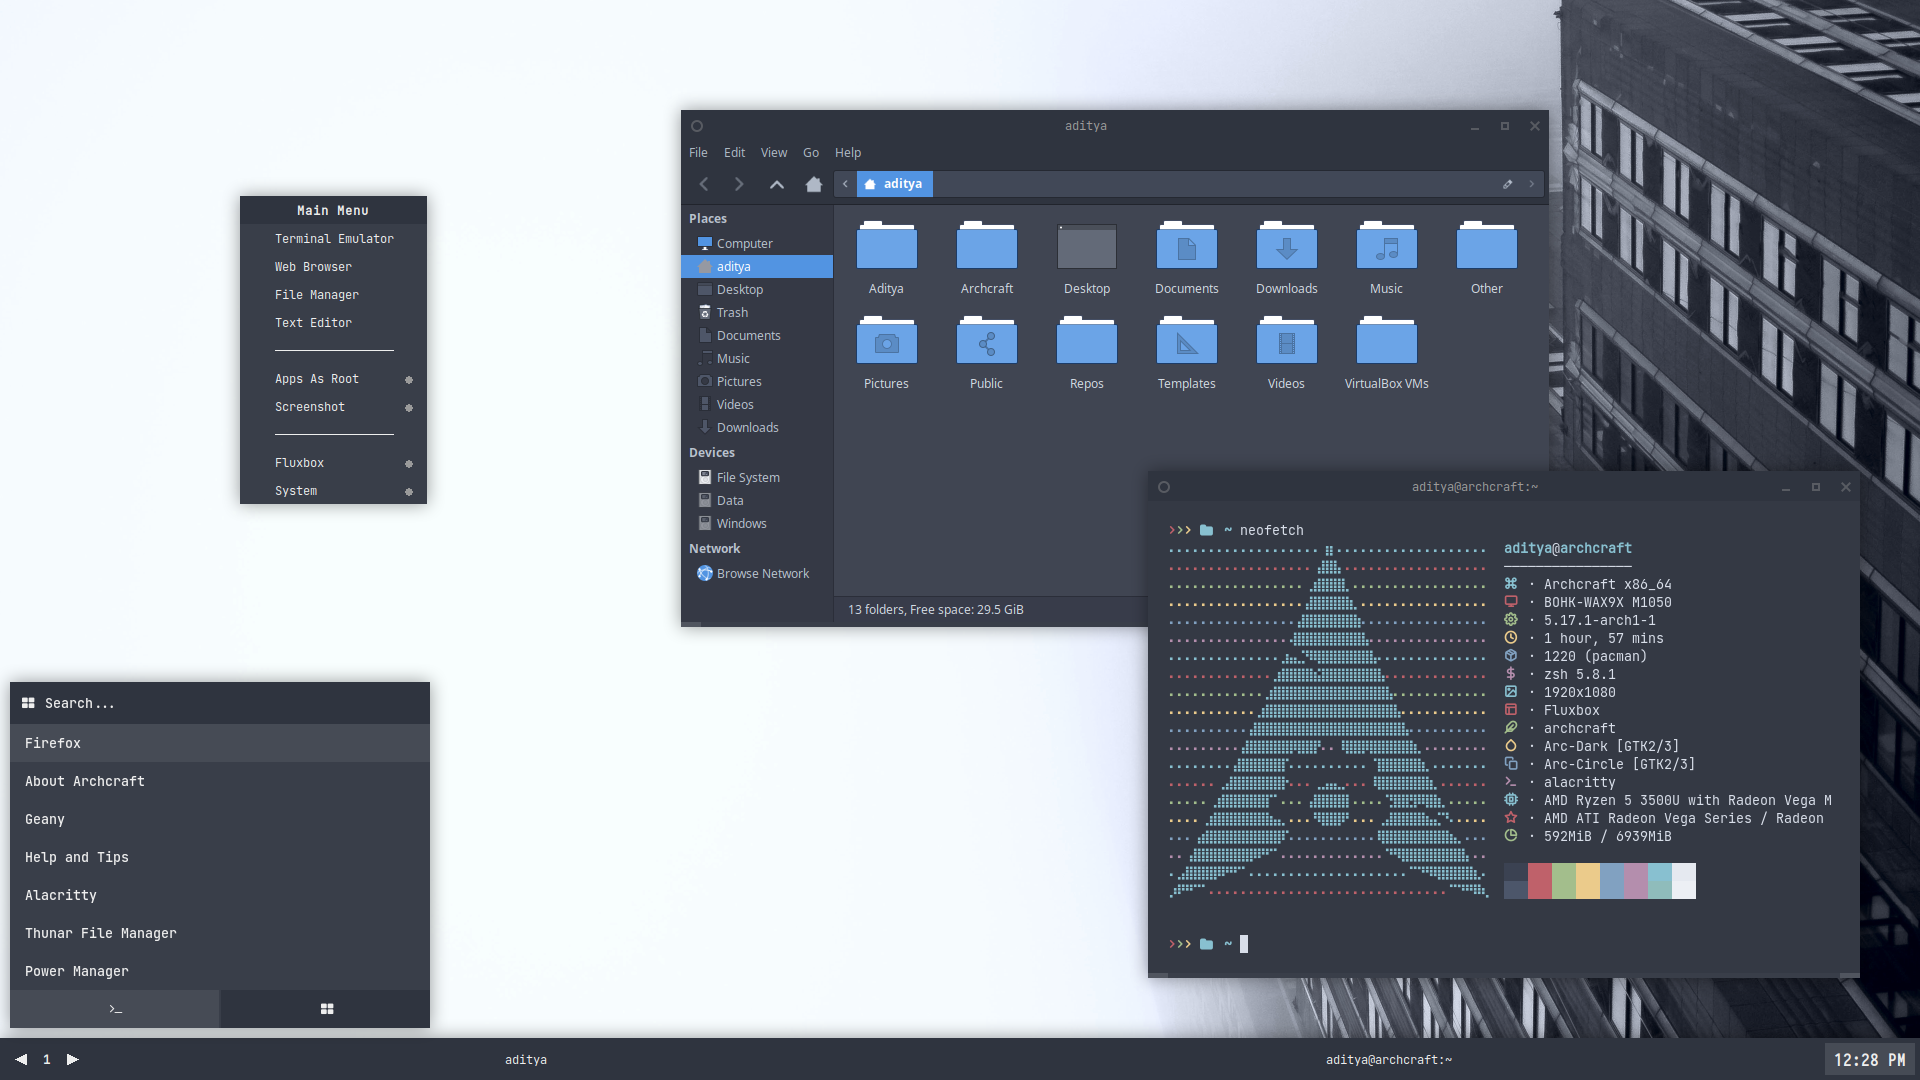 Main Menu
Terminal Emulator
Web Browser
File Manager
Text Editor
Apps As Root
Screenshot
Fluxbox
System
Search...
Firefox
About Archcraft
Geany
Help and Tips
Alacritty
Thunar File Manager
Power Manager
>_
aditya
File Edit View Go Help
aditya
Places
Computer
aditya
Desktop
Trash
Documents
Music
Pictures
Videos
Downloads
Devices
File System
Data
Windows
Network
Browse Network
Aditya Archcraft Desktop Documents Downloads Music Other
Pictures Public Repos Templates Videos VirtualBox VMs
13 folders, Free space: 29.5 GiB
aditya@archcraft:~
>>> ~ neofetch
aditya@archcraft
· Archcraft x86_64
· BOHK-WAX9X M1050
· 5.17.1-arch1-1
· 1 hour, 57 mins
· 1220 (pacman)
· zsh 5.8.1
· 1920x1080
· Fluxbox
· archcraft
· Arc-Dark [GTK2/3]
· Arc-Circle [GTK2/3]
· alacritty
· AMD Ryzen 5 3500U with Radeon Vega M
· AMD ATI Radeon Vega Series / Radeon
· 592MiB / 6939MiB
>>> ~
1 aditya aditya@archcraft:~ 12:28 PM